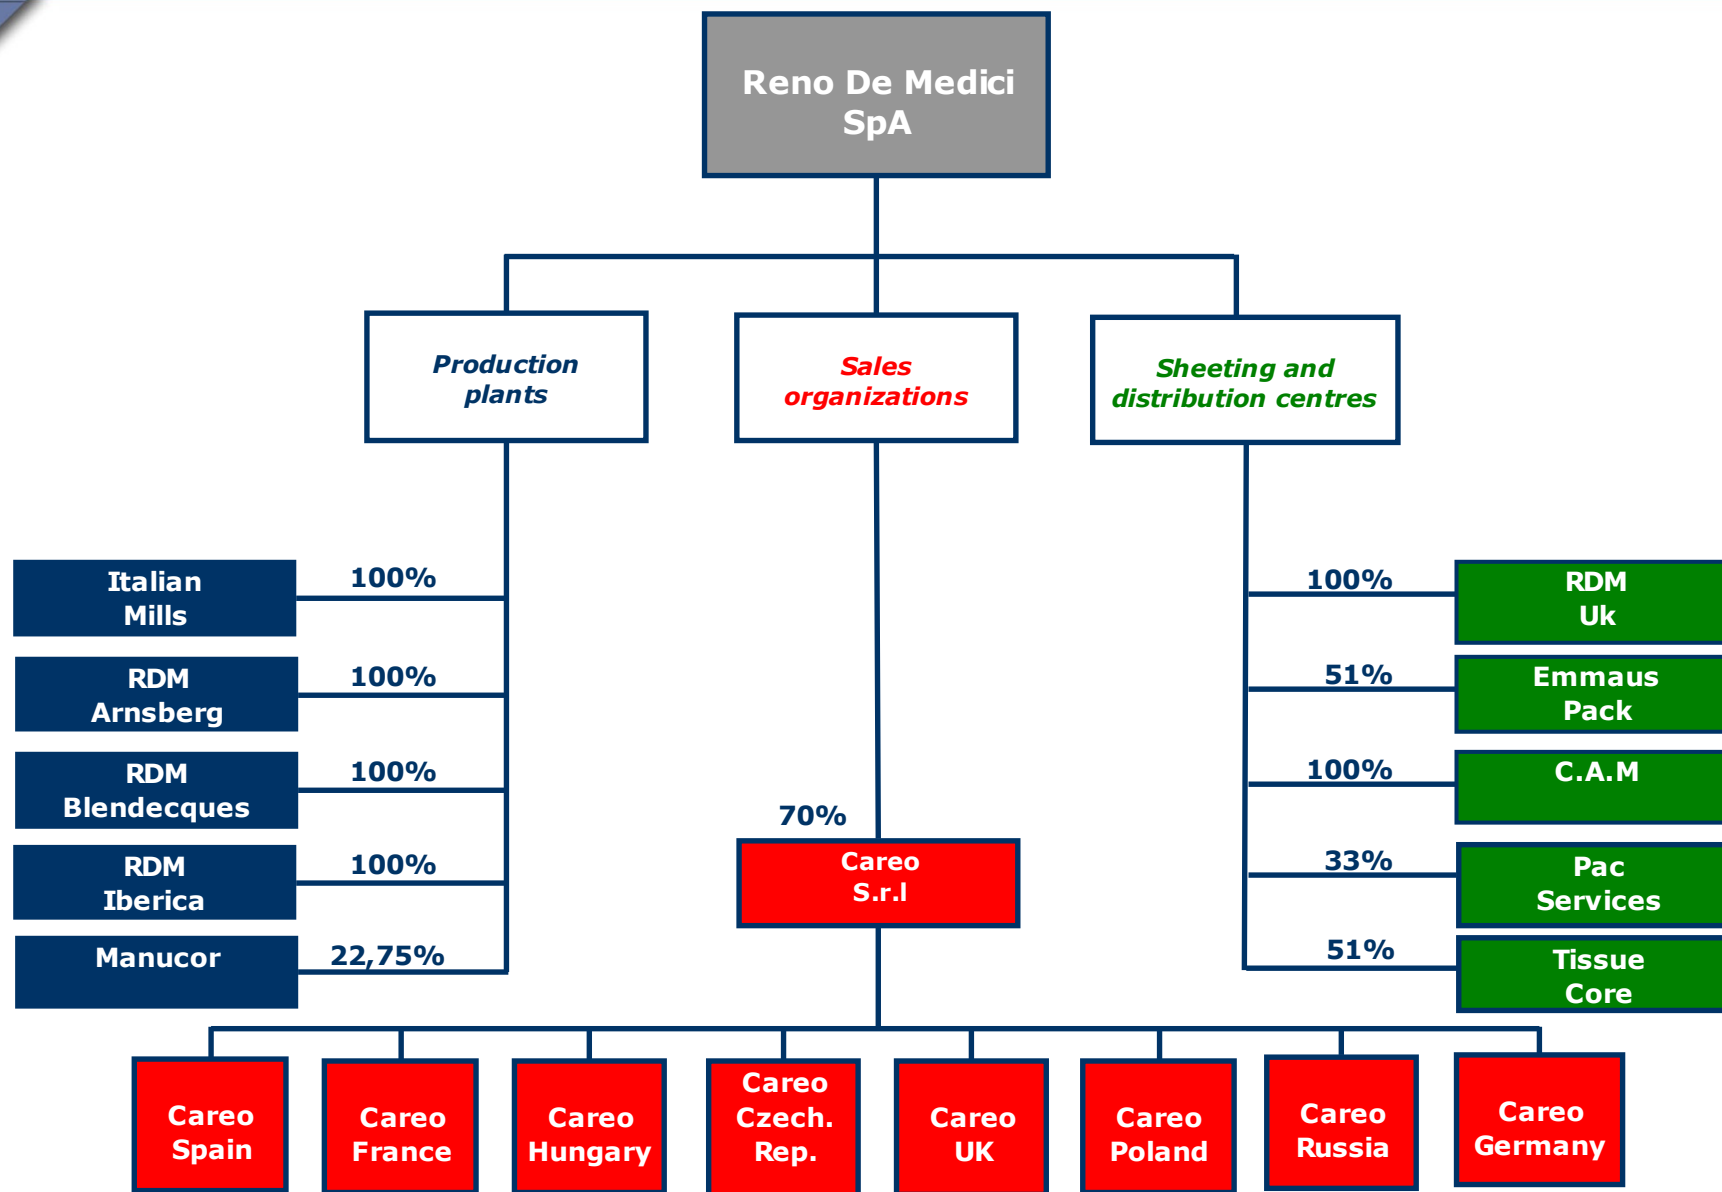 Reno De Medici
SpA
Production
plants
Sales
organizations
Sheeting and
distribution centres
Italian
Mills
100%
RDM
Arnsberg
100%
RDM
Blendecques
100%
RDM
Iberica
100%
Manucor
22,75%
70%
Careo
S.r.l
100%
RDM
Uk
51%
Emmaus
Pack
100%
C.A.M
33%
Pac
Services
51%
Tissue
Core
Careo
Spain
Careo
France
Careo
Hungary
Careo
Czech.
Rep.
Careo
UK
Careo
Poland
Careo
Russia
Careo
Germany